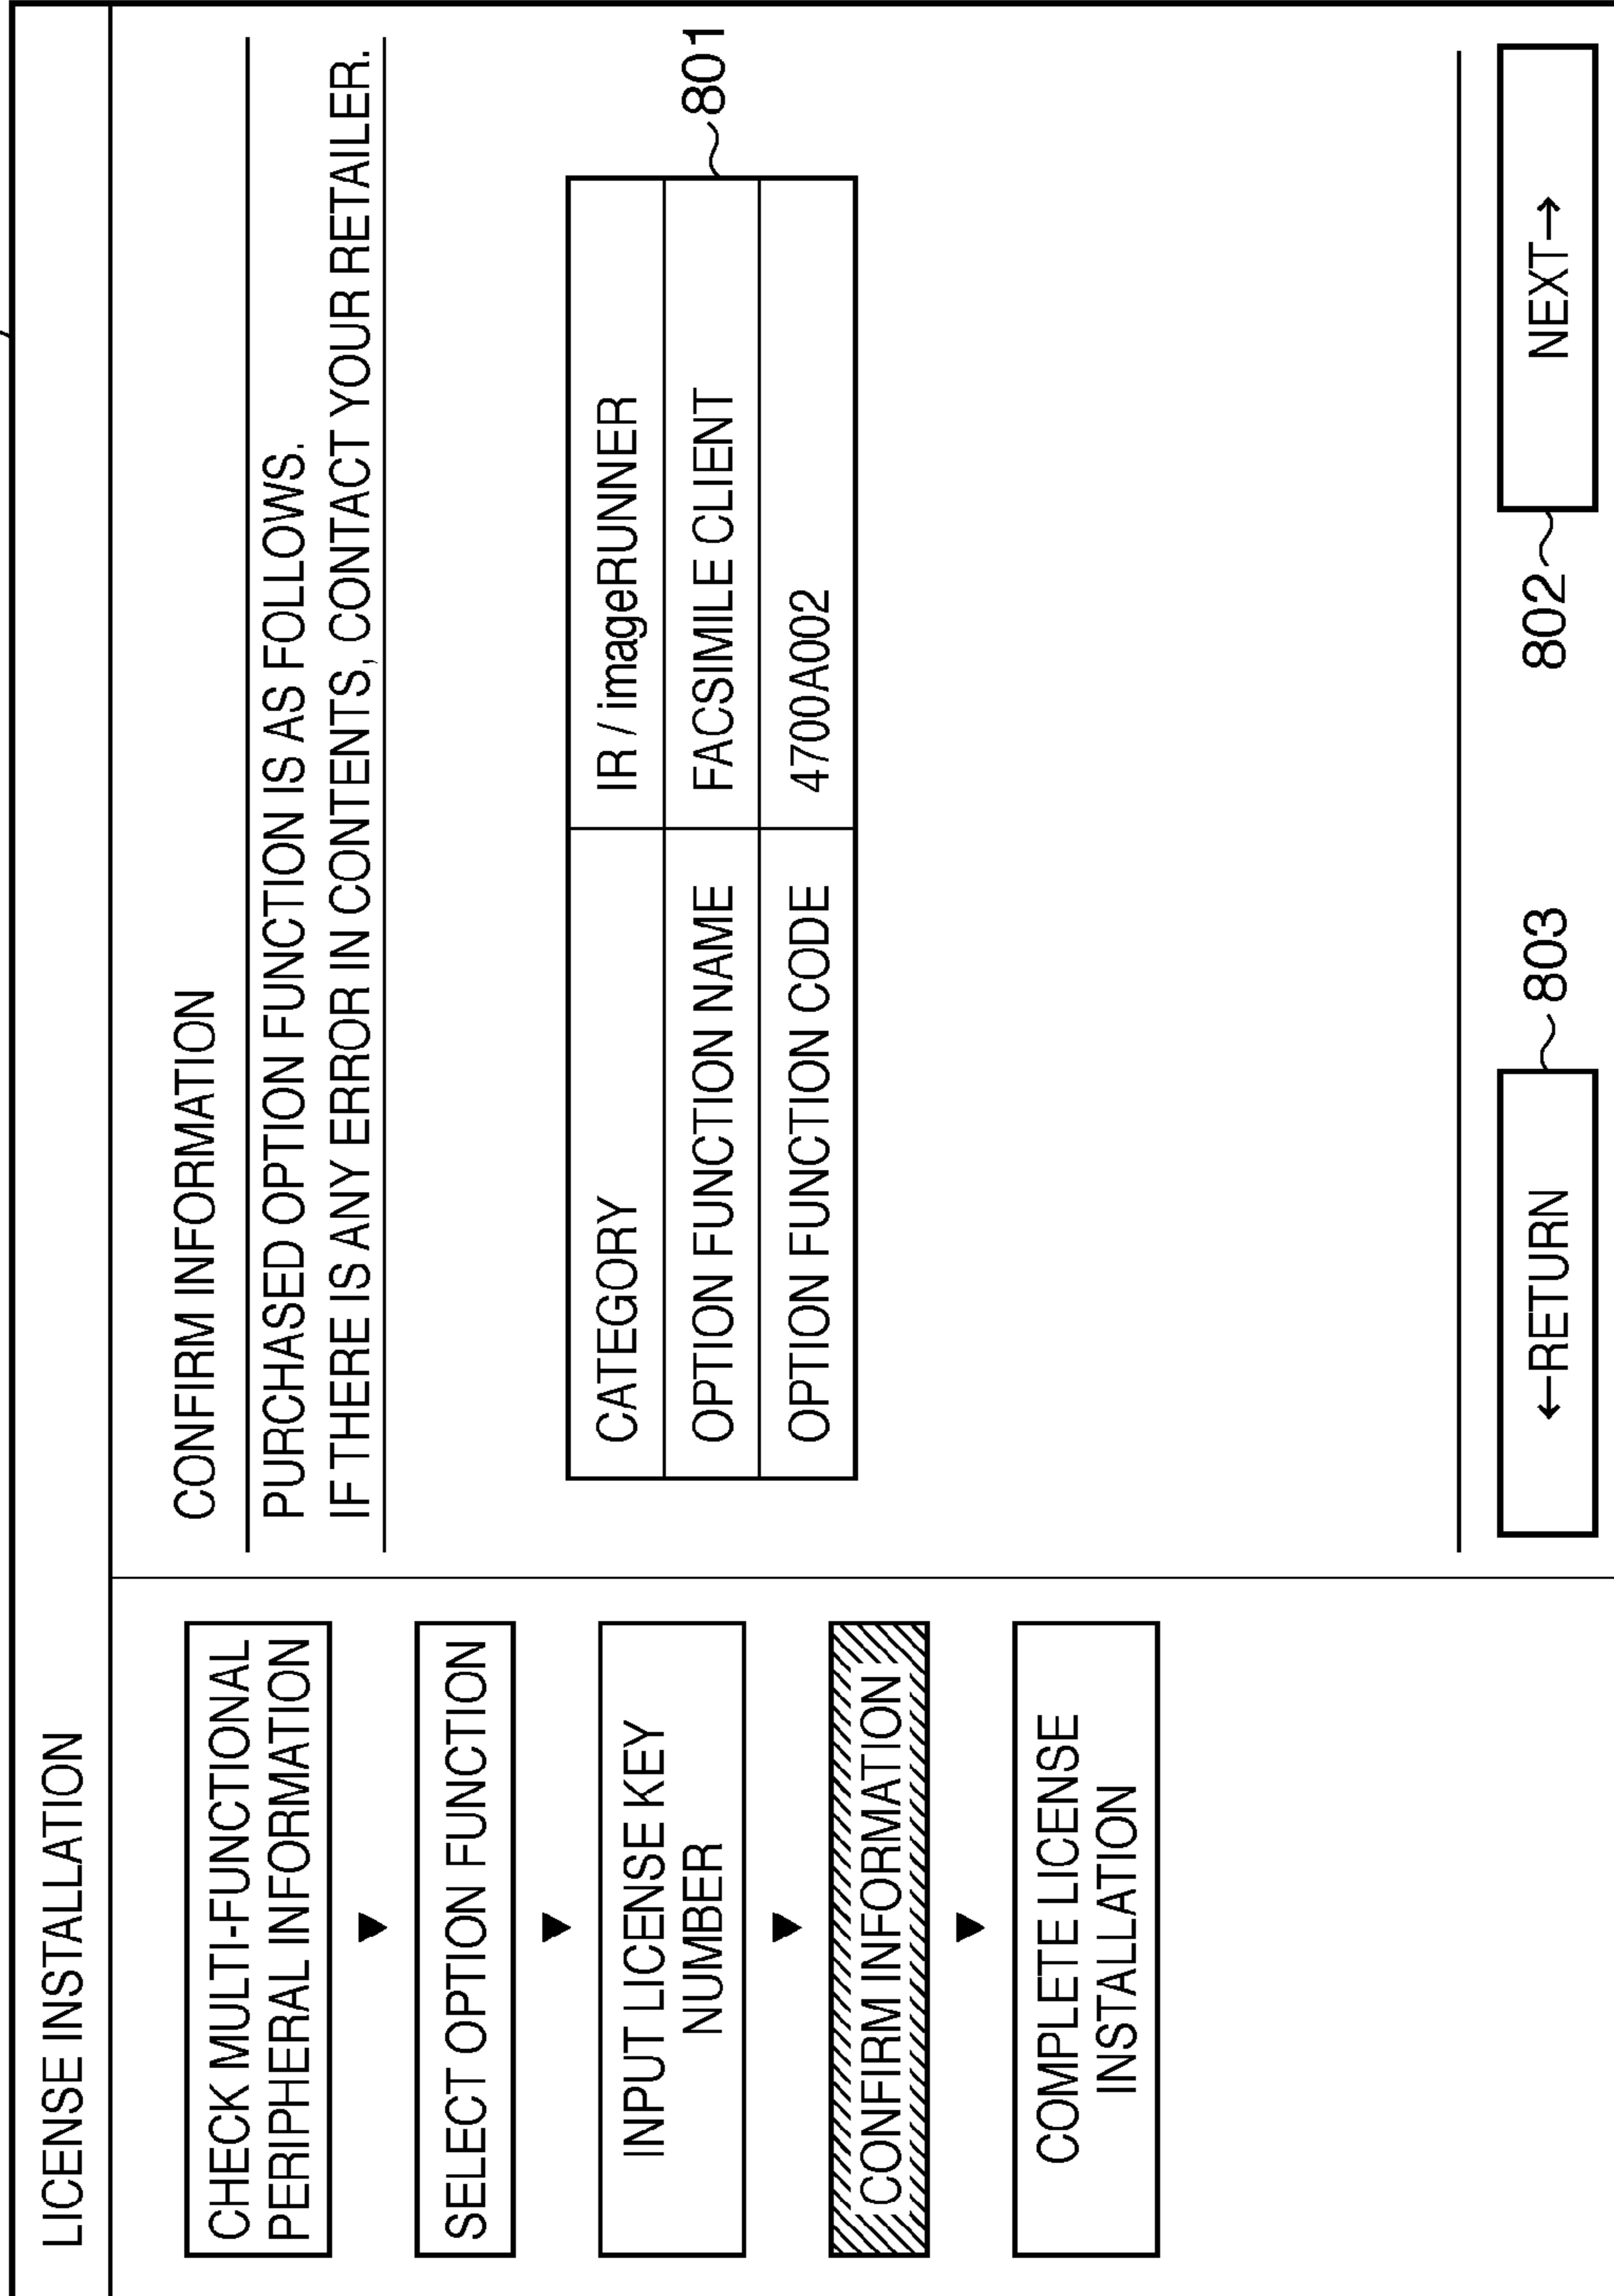 LICENSE INSTALLATION
CHECK MULTI-FUNCTIONAL
PERIPHERAL INFORMATION
SELECT OPTION FUNCTION
INPUT LICENSE KEY
NUMBER
CONFIRM INFORMATION
COMPLETE LICENSE
INSTALLATION
CONFIRM INFORMATION
PURCHASED OPTION FUNCTION IS AS FOLLOWS.
IF THERE IS ANY ERROR IN CONTENTS, CONTACT YOUR RETAILER.
CATEGORY IR / imageRUNNER
OPTION FUNCTION NAME FACSIMILE CLIENT
OPTION FUNCTION CODE 4700A002
801
←RETURN
803
802
NEXT→